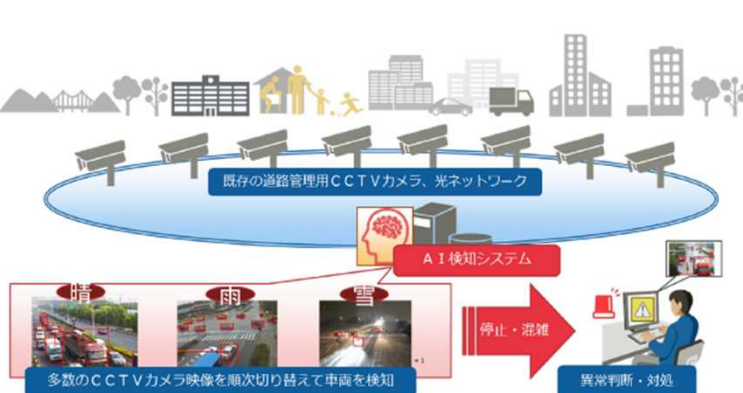 既存の道路管理用ＣＣＴＶカメラ、光ネットワーク
ＡＩ検知システム
晴
雨
雪
停止・混雑
＊1
多数のＣＣＴＶカメラ映像を順次切り替えて車両を検知
異常判断・対処